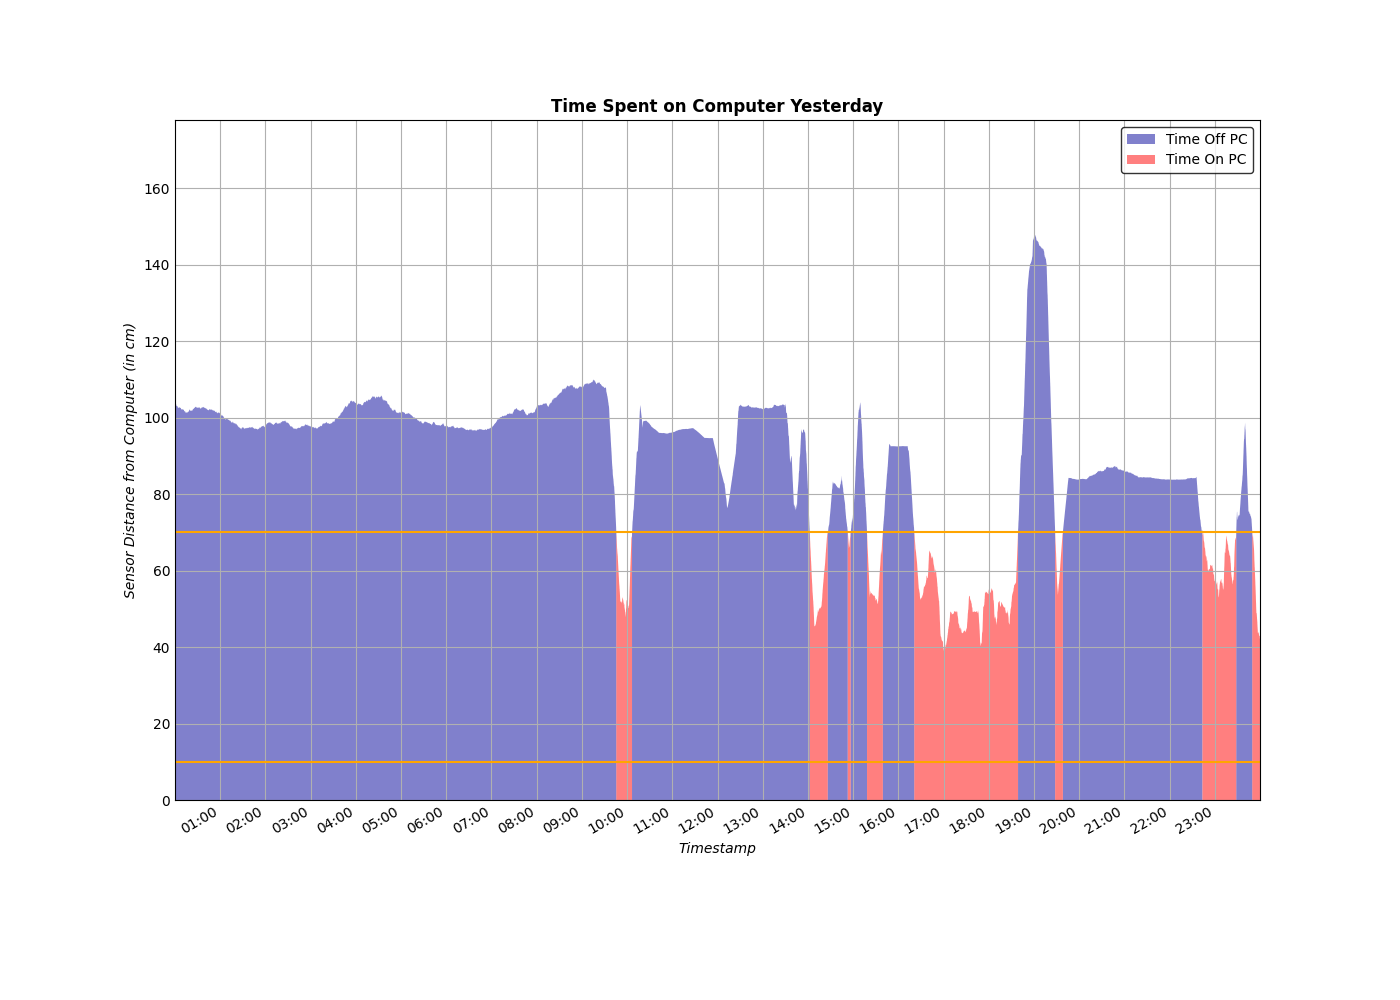 Time Spent on Computer Yesterday
Time Off PC
Time On PC
Sensor Distance from Computer (in cm)
160
140
120
100
80
60
40
20
0
01:00 02:00 03:00 04:00 05:00 06:00 07:00 08:00 09:00 10:00 11:00 12:00 13:00 14:00 15:00 16:00 17:00 18:00 19:00 20:00 21:00 22:00 23:00
Timestamp